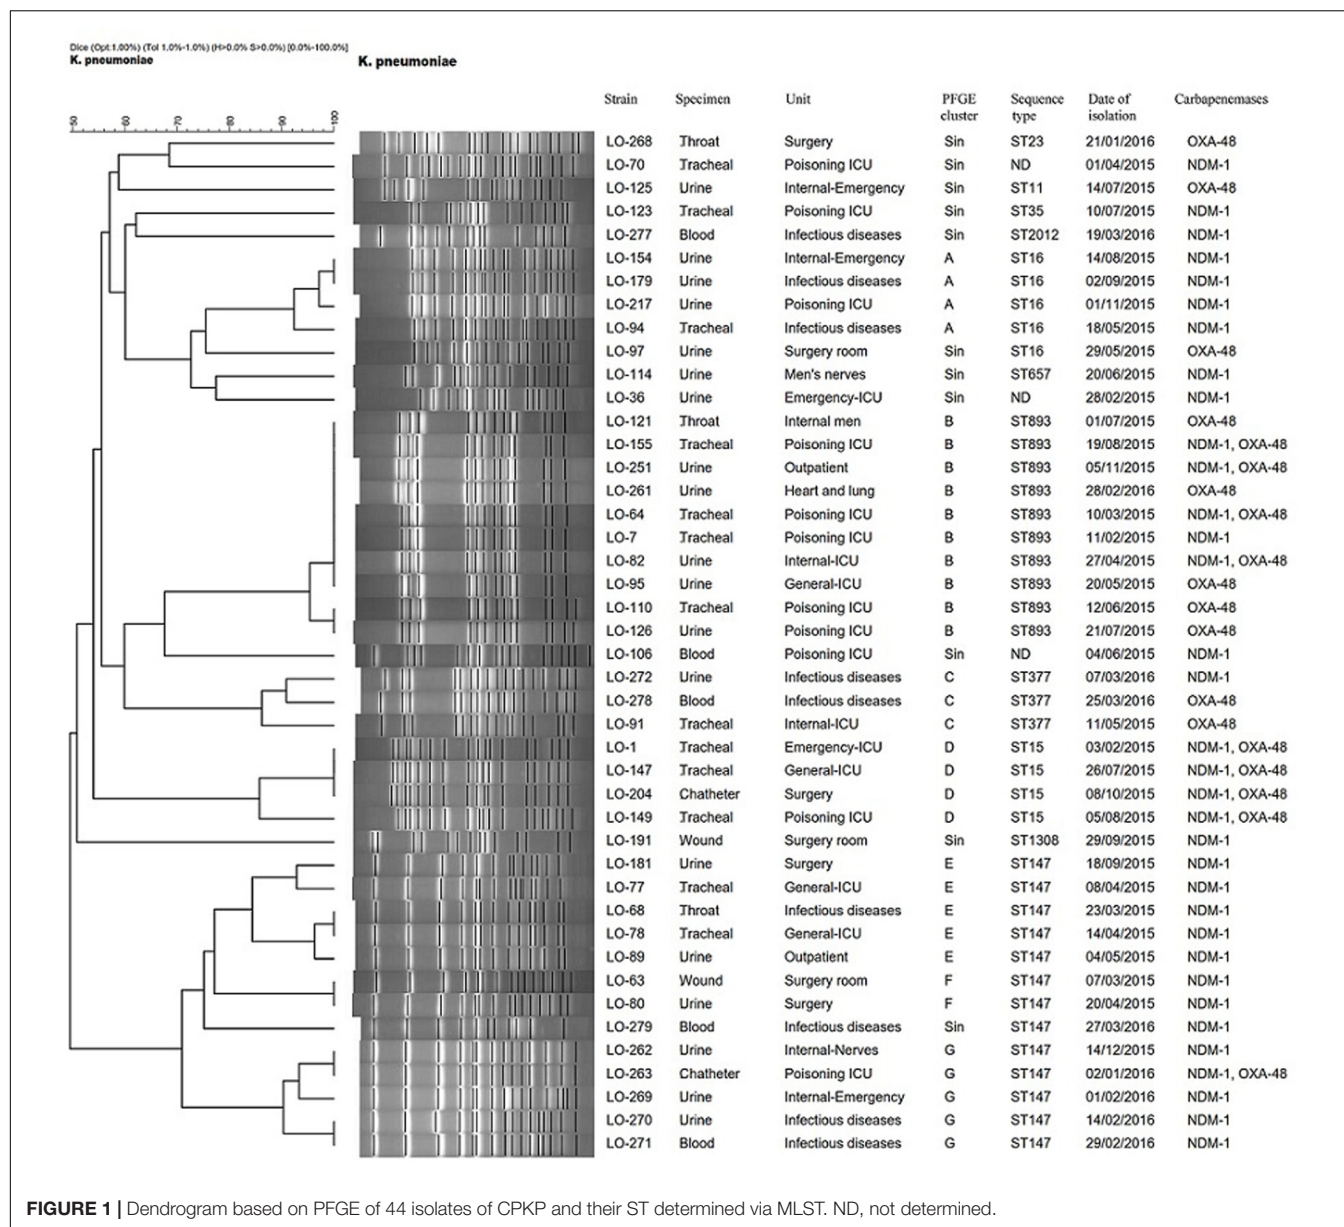 Dice (Opt:1.00%) (Tol 1.0%-1.0%) (H>0.0% S>0.0%) [0.0%-100.0%]
K. pneumoniae K. pneumoniae
Strain Specimen Unit PFGE cluster Sequence type Date of isolation Carbapenemases
50 60 70 80 90 100
LO-268 Throat Surgery Sin ST23 21/01/2016 OXA-48
LO-70 Tracheal Poisoning ICU Sin ND 01/04/2015 NDM-1
LO-125 Urine Internal-Emergency Sin ST11 14/07/2015 OXA-48
LO-123 Tracheal Poisoning ICU Sin ST35 10/07/2015 NDM-1
LO-277 Blood Infectious diseases Sin ST2012 19/03/2016 NDM-1
LO-154 Urine Internal-Emergency A ST16 14/08/2015 NDM-1
LO-179 Urine Infectious diseases A ST16 02/09/2015 NDM-1
LO-217 Urine Poisoning ICU A ST16 01/11/2015 NDM-1
LO-94 Tracheal Infectious diseases A ST16 18/05/2015 NDM-1
LO-97 Urine Surgery room Sin ST16 29/05/2015 OXA-48
LO-114 Urine Men's nerves Sin ST657 20/06/2015 NDM-1
LO-36 Urine Emergency-ICU Sin ND 28/02/2015 NDM-1
LO-121 Throat Internal men B ST893 01/07/2015 OXA-48
LO-155 Tracheal Poisoning ICU B ST893 19/08/2015 NDM-1, OXA-48
LO-251 Urine Outpatient B ST893 05/11/2015 NDM-1, OXA-48
LO-261 Urine Heart and lung B ST893 28/02/2016 OXA-48
LO-64 Tracheal Poisoning ICU B ST893 10/03/2015 NDM-1, OXA-48
LO-7 Tracheal Poisoning ICU B ST893 11/02/2015 NDM-1
LO-82 Urine Internal-ICU B ST893 27/04/2015 NDM-1, OXA-48
LO-95 Urine General-ICU B ST893 20/05/2015 OXA-48
LO-110 Tracheal Poisoning ICU B ST893 12/06/2015 OXA-48
LO-126 Urine Poisoning ICU B ST893 21/07/2015 OXA-48
LO-106 Blood Poisoning ICU Sin ND 04/06/2015 NDM-1
LO-272 Urine Infectious diseases C ST377 07/03/2016 NDM-1
LO-278 Blood Infectious diseases C ST377 25/03/2016 OXA-48
LO-91 Tracheal Internal-ICU C ST377 11/05/2015 OXA-48
LO-1 Tracheal Emergency-ICU D ST15 03/02/2015 NDM-1, OXA-48
LO-147 Tracheal General-ICU D ST15 26/07/2015 NDM-1, OXA-48
LO-204 Chatheter Surgery D ST15 08/10/2015 NDM-1, OXA-48
LO-149 Tracheal Poisoning ICU D ST15 05/08/2015 NDM-1, OXA-48
LO-191 Wound Surgery room Sin ST1308 29/09/2015 NDM-1
LO-181 Urine Surgery E ST147 18/09/2015 NDM-1
LO-77 Tracheal General-ICU E ST147 08/04/2015 NDM-1
LO-68 Throat Infectious diseases E ST147 23/03/2015 NDM-1
LO-78 Tracheal General-ICU E ST147 14/04/2015 NDM-1
LO-89 Urine Outpatient E ST147 04/05/2015 NDM-1
LO-63 Wound Surgery room F ST147 07/03/2015 NDM-1
LO-80 Urine Surgery F ST147 20/04/2015 NDM-1
LO-279 Blood Infectious diseases Sin ST147 27/03/2016 NDM-1
LO-262 Urine Internal-Nerves G ST147 14/12/2015 NDM-1
LO-263 Chatheter Poisoning ICU G ST147 02/01/2016 NDM-1, OXA-48
LO-269 Urine Internal-Emergency G ST147 01/02/2016 NDM-1
LO-270 Urine Infectious diseases G ST147 14/02/2016 NDM-1
LO-271 Blood Infectious diseases G ST147 29/02/2016 NDM-1
FIGURE 1 | Dendrogram based on PFGE of 44 isolates of CPKP and their ST determined via MLST. ND, not determined.